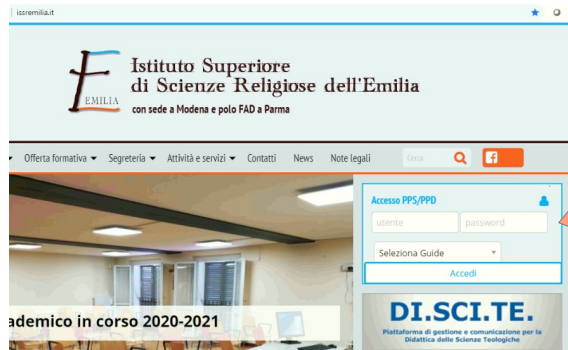 issremilia.it
EMILIA
Istituto Superiore
di Scienze Religiose dell'Emilia
con sede a Modena e polo FAD a Parma
Offerta formativa Segreteria Attività e servizi Contatti News Note legali Cerca
Accesso PPS/PPD
utente password
Seleziona Guide
Accedi
ademico in corso 2020-2021
DI.SCI.TE.
Piattaforma di gestione e comunicazione per la
Didattica delle Scienze Teologiche